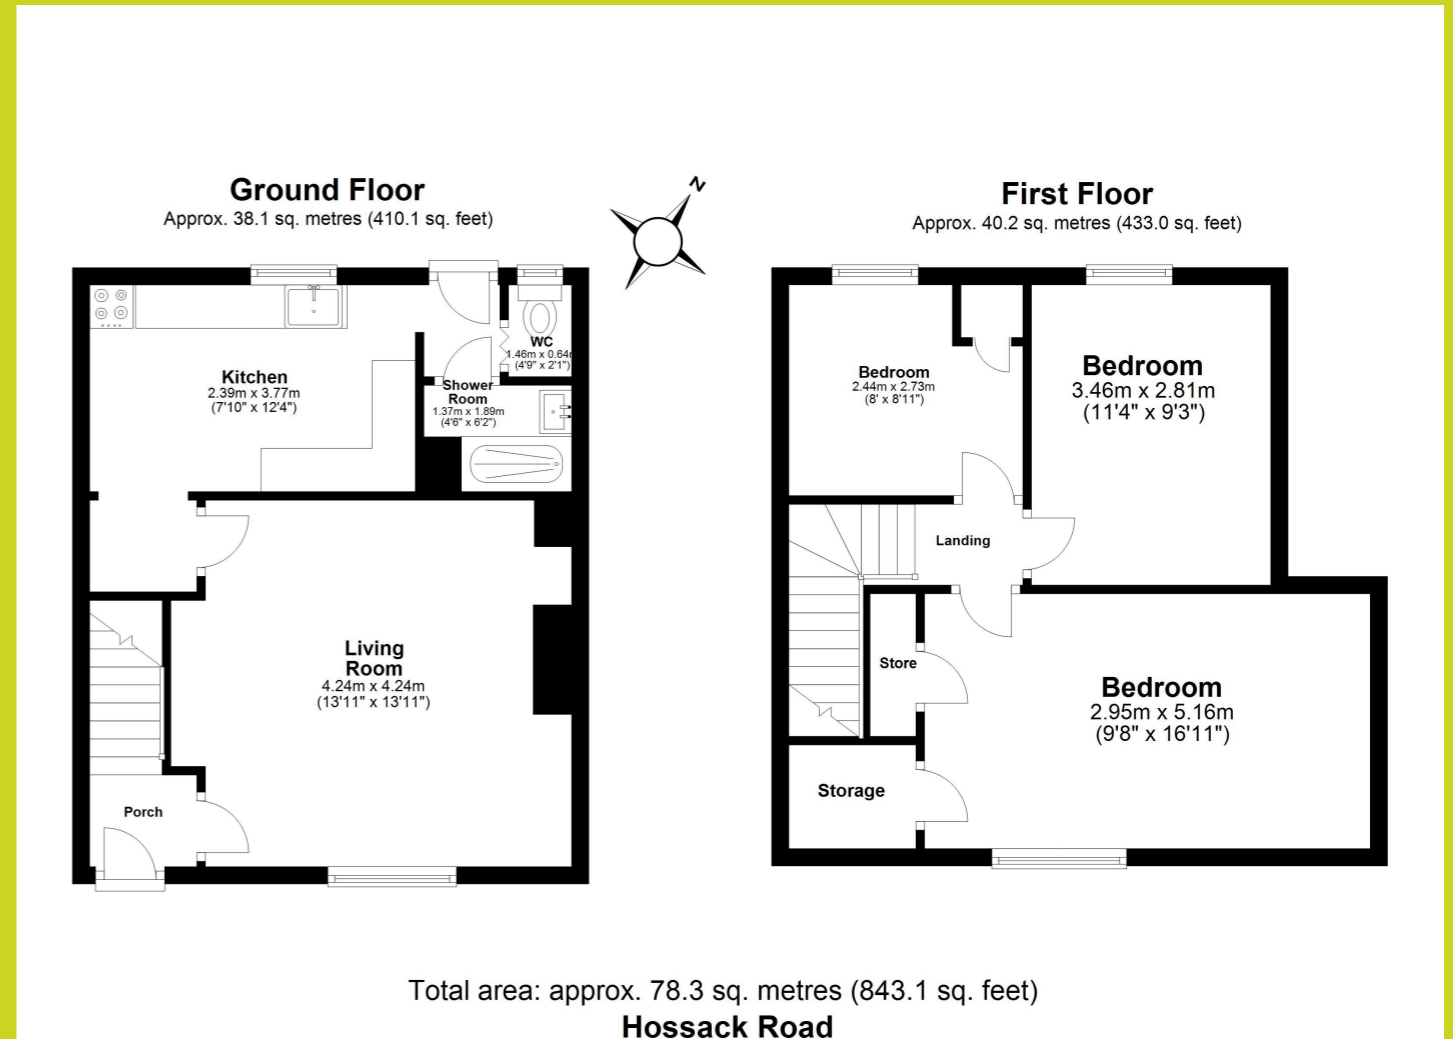 Ground Floor
Approx. 38.1 sq. metres (410.1 sq. feet)
N
First Floor
Approx. 40.2 sq. metres (433.0 sq. feet)
Kitchen
2.39m x 3.77m
(7'10" x 12'4")
WC
1.46m x 0.64m
(4'9" x 2'1")
Shower
Room
1.37m x 1.89m
(4'6" x 6'2")
Living
Room
4.24m x 4.24m
(13'11" x 13'11")
Porch
Bedroom
2.44m x 2.73m
(8' x 8'11")
Bedroom
3.46m x 2.81m
(11'4" x 9'3")
Landing
Store
Bedroom
2.95m x 5.16m
(9'8" x 16'11")
Storage
Total area: approx. 78.3 sq. metres (843.1 sq. feet)
Hossack Road